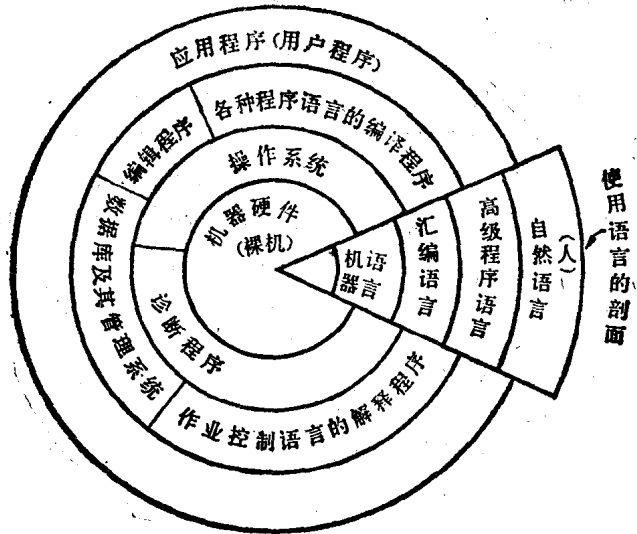 应用程序(用户程序)
各种程序语言的编译程序
编辑程序
操作系统
机器硬件
(裸机)
数据库及其管理系统
诊断程序
作业控制语言的解释程序
机器
语言
汇编语言
高级程序语言
自然语言
(人)
使用语言的剖面